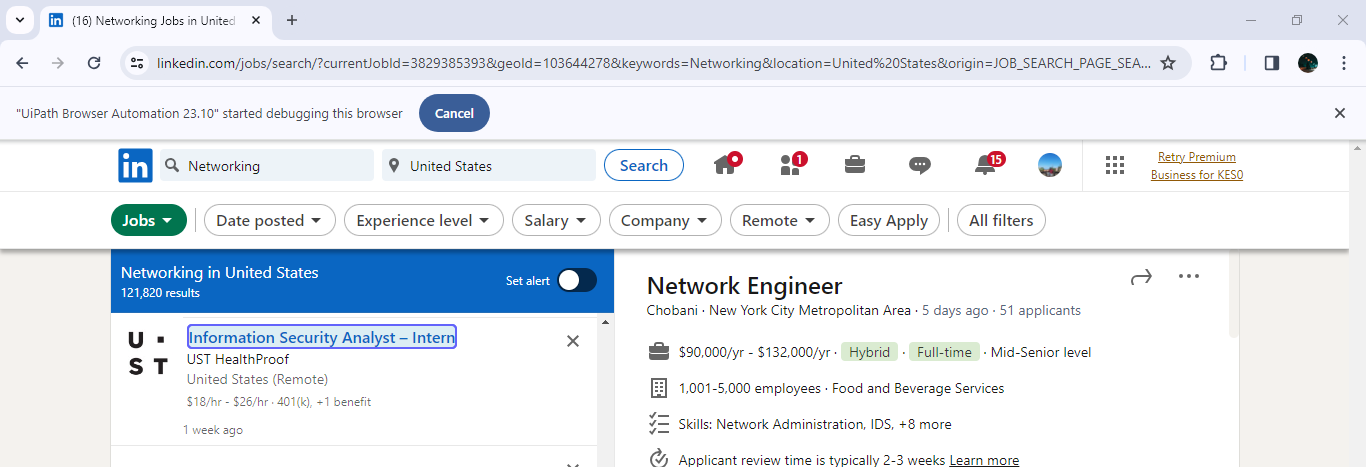 (16) Networking Jobs in United
linkedin.com/jobs/search/?currentJobId=3829385393&geoId=103644278&keywords=Networking&location=United%20States&origin=JOB_SEARCH_PAGE_SEA...
"UiPath Browser Automation 23.10" started debugging this browser
Cancel
in
Networking
United States
Search
1
15
Retry Premium
Business for KES0
Jobs
Date posted
Experience level
Salary
Company
Remote
Easy Apply
All filters
Networking in United States
121,820 results
Set alert
U
ST
Information Security Analyst – Intern
UST HealthProof
United States (Remote)
$18/hr - $26/hr · 401(k), +1 benefit
1 week ago
Network Engineer
Chobani · New York City Metropolitan Area · 5 days ago · 51 applicants
$90,000/yr - $132,000/yr · Hybrid · Full-time · Mid-Senior level
1,001-5,000 employees · Food and Beverage Services
Skills: Network Administration, IDS, +8 more
Applicant review time is typically 2-3 weeks Learn more